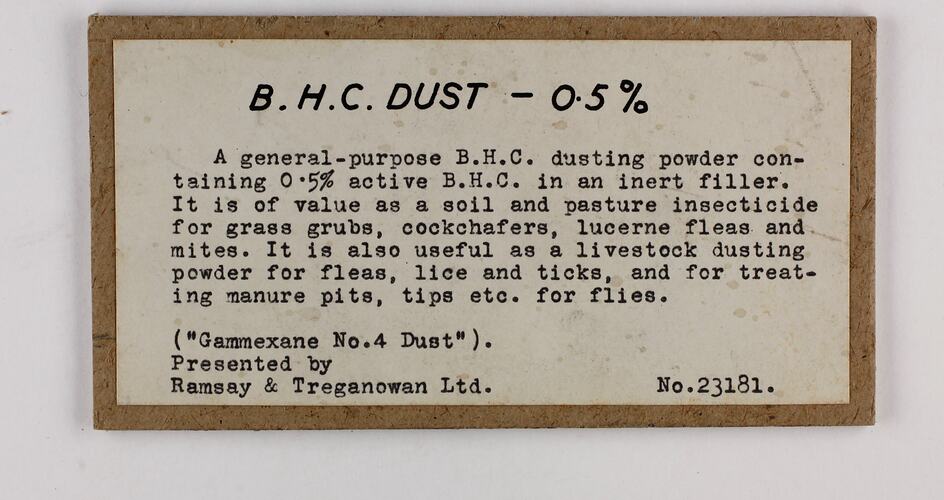 B.H.C. DUST - 0·5%
A general-purpose B.H.C. dusting powder con-
taining 0·5% active B.H.C. in an inert filler.
It is of value as a soil and pasture insecticide
for grass grubs, cockchafers, lucerne fleas and
mites. It is also useful as a livestock dusting
powder for fleas, lice and ticks, and for treat-
ing manure pits, tips etc. for flies.
("Gammexane No.4 Dust").
Presented by
Ramsay & Treganowan Ltd. No.23181.